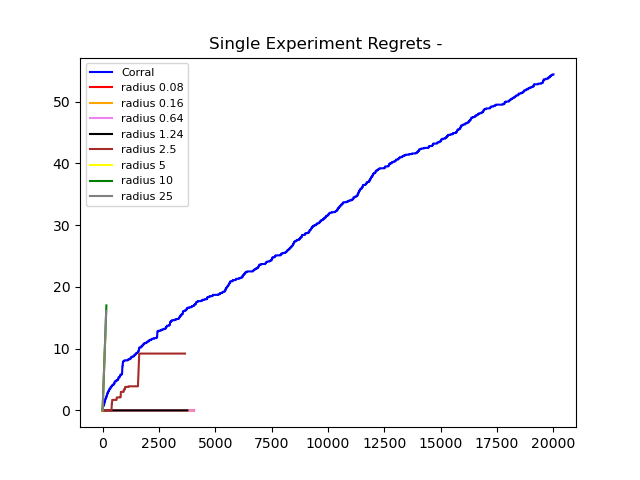 Single Experiment Regrets -
Corral
radius 0.08
radius 0.16
radius 0.64
radius 1.24
radius 2.5
radius 5
radius 10
radius 25
50
40
30
20
10
0
0 2500 5000 7500 10000 12500 15000 17500 20000